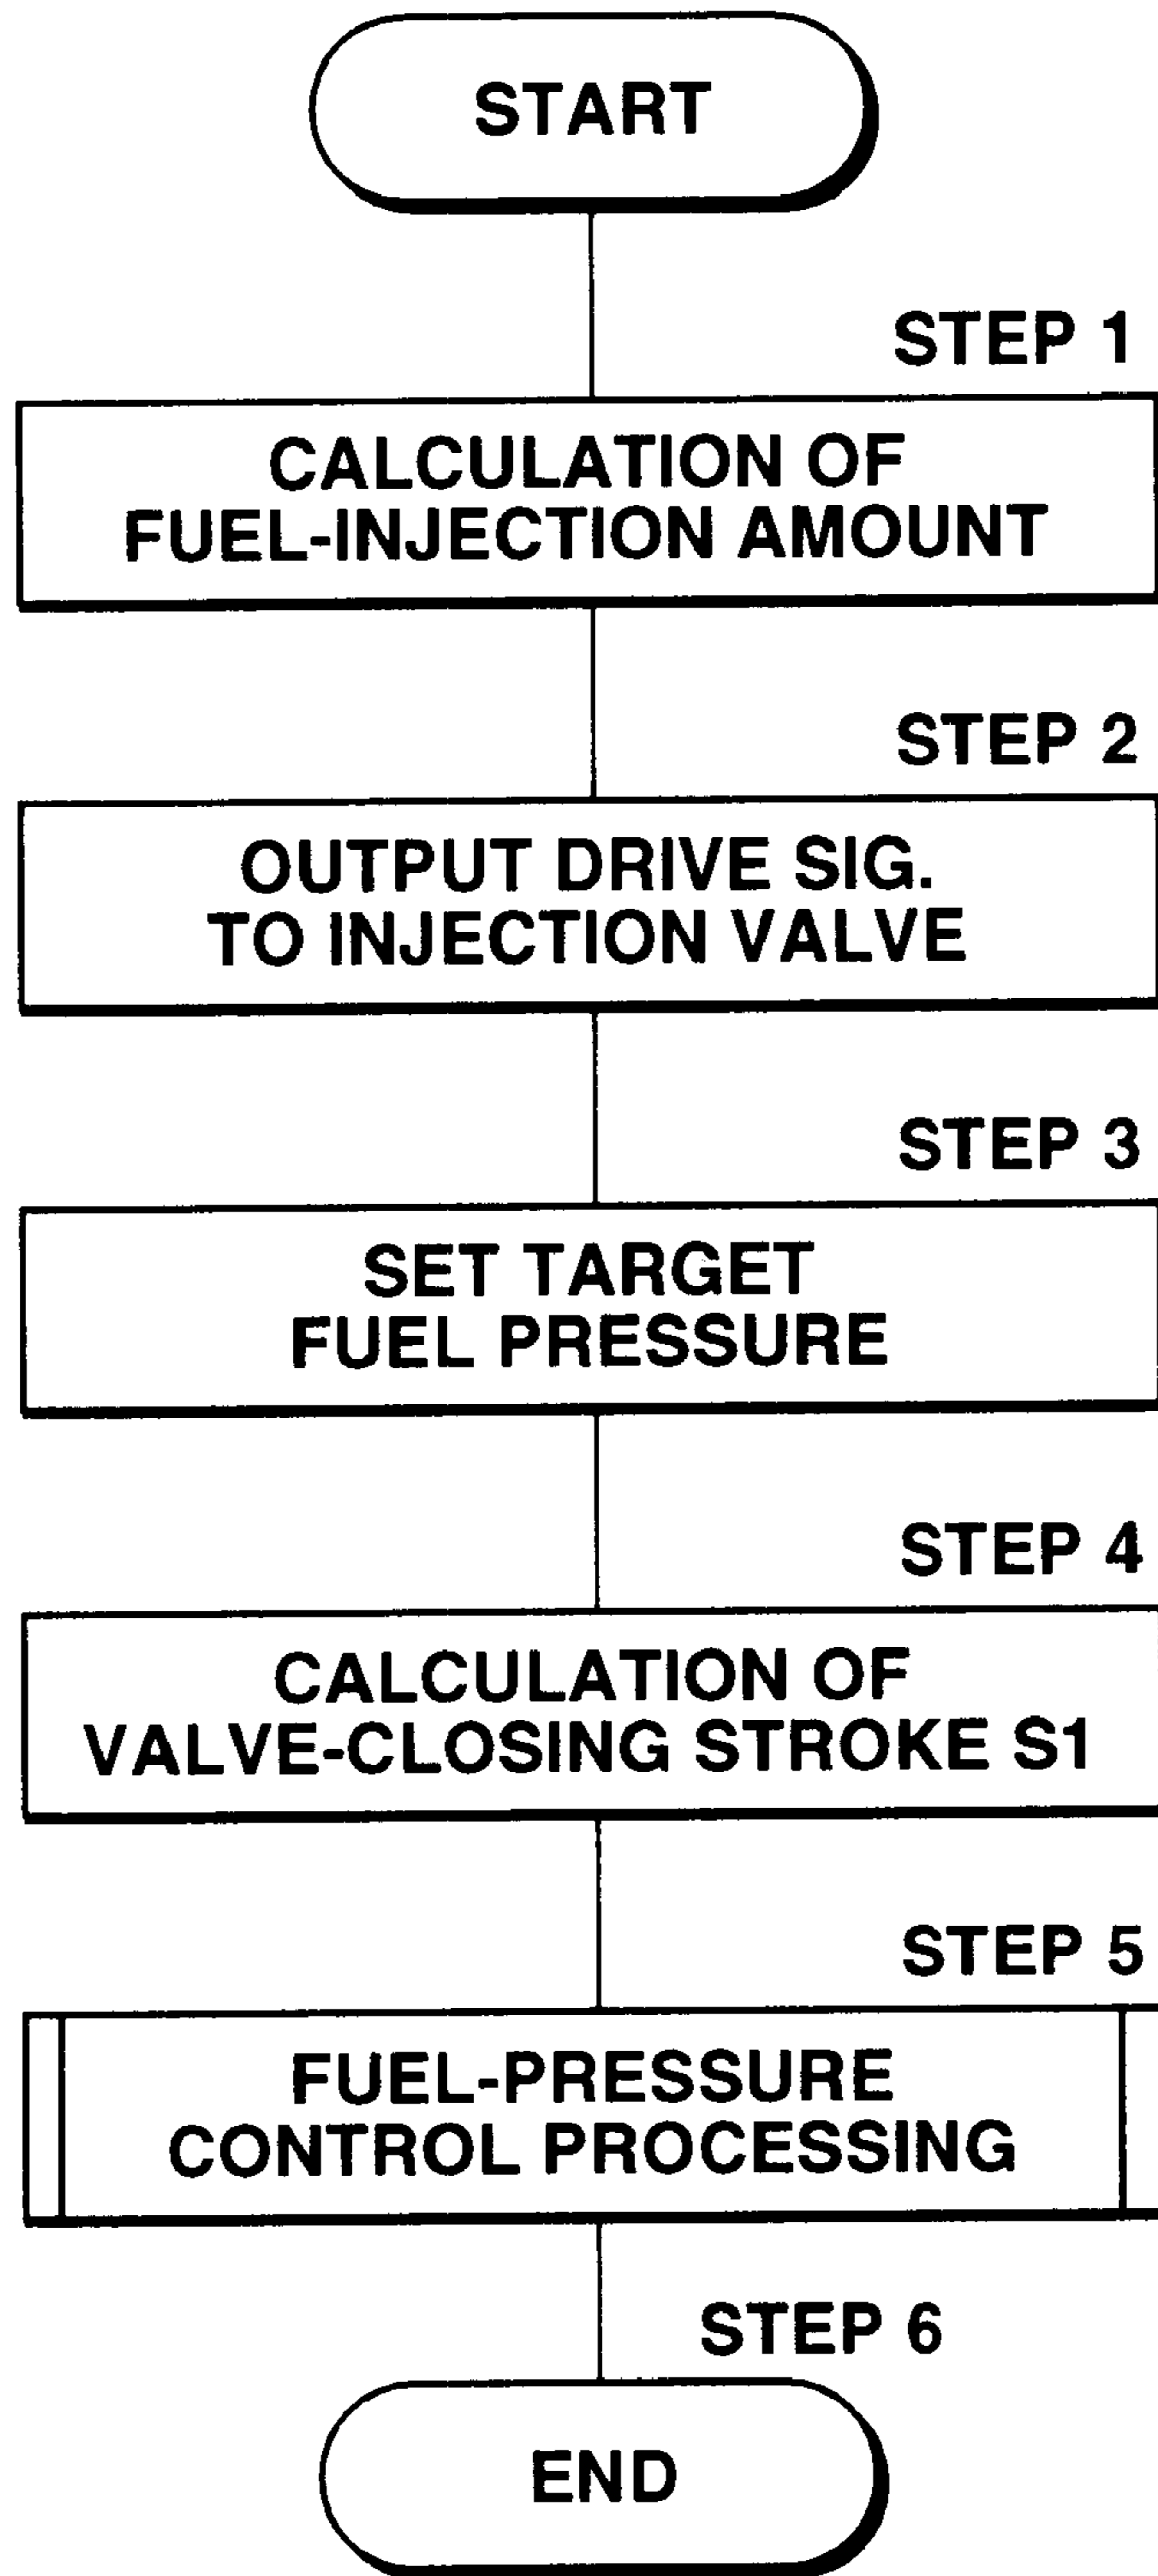 START
STEP 1
CALCULATION OF
FUEL-INJECTION AMOUNT
STEP 2
OUTPUT DRIVE SIG.
TO INJECTION VALVE
STEP 3
SET TARGET
FUEL PRESSURE
STEP 4
CALCULATION OF
VALVE-CLOSING STROKE S1
STEP 5
FUEL-PRESSURE
CONTROL PROCESSING
STEP 6
END